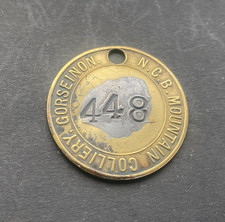 N.C.B. MOUNTAIN COLLIERY. GORSEINON.
448